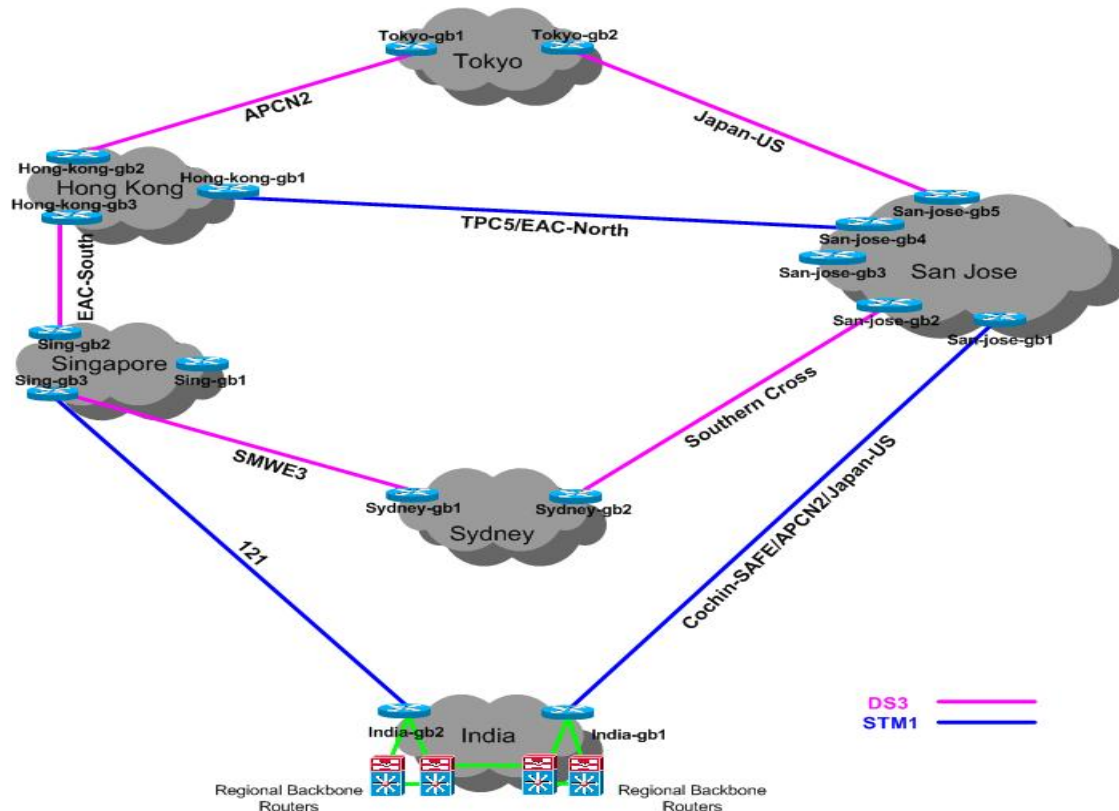 Tokyo-gb1
Tokyo-gb2
Tokyo
APCN2
Japan-US
Hong-kong-gb2
Hong-kong-gb1
Hong Kong
Hong-kong-gb3
San-jose-gb5
TPC5/EAC-North
San-jose-gb4
San-jose-gb3
San Jose
EAC-South
San-jose-gb2
San-jose-gb1
Sing-gb2
Singapore
Sing-gb3
Sing-gb1
Southern Cross
SMWE3
Sydney-gb1
Sydney-gb2
Sydney
Cochin-SAFE/APCN2/Japan-US
121
DS3
STM1
India-gb2
India
India-gb1
Regional Backbone
Routers
Regional Backbone
Routers